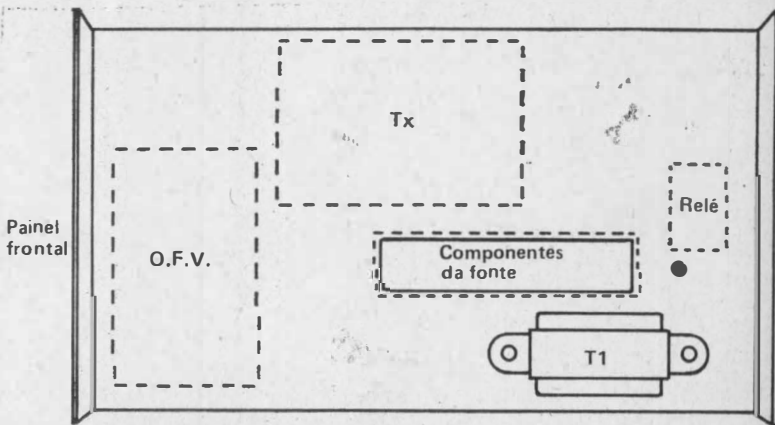 Tx
Painel
frontal
O.F.V.
Relé
Componentes
da fonte
T1